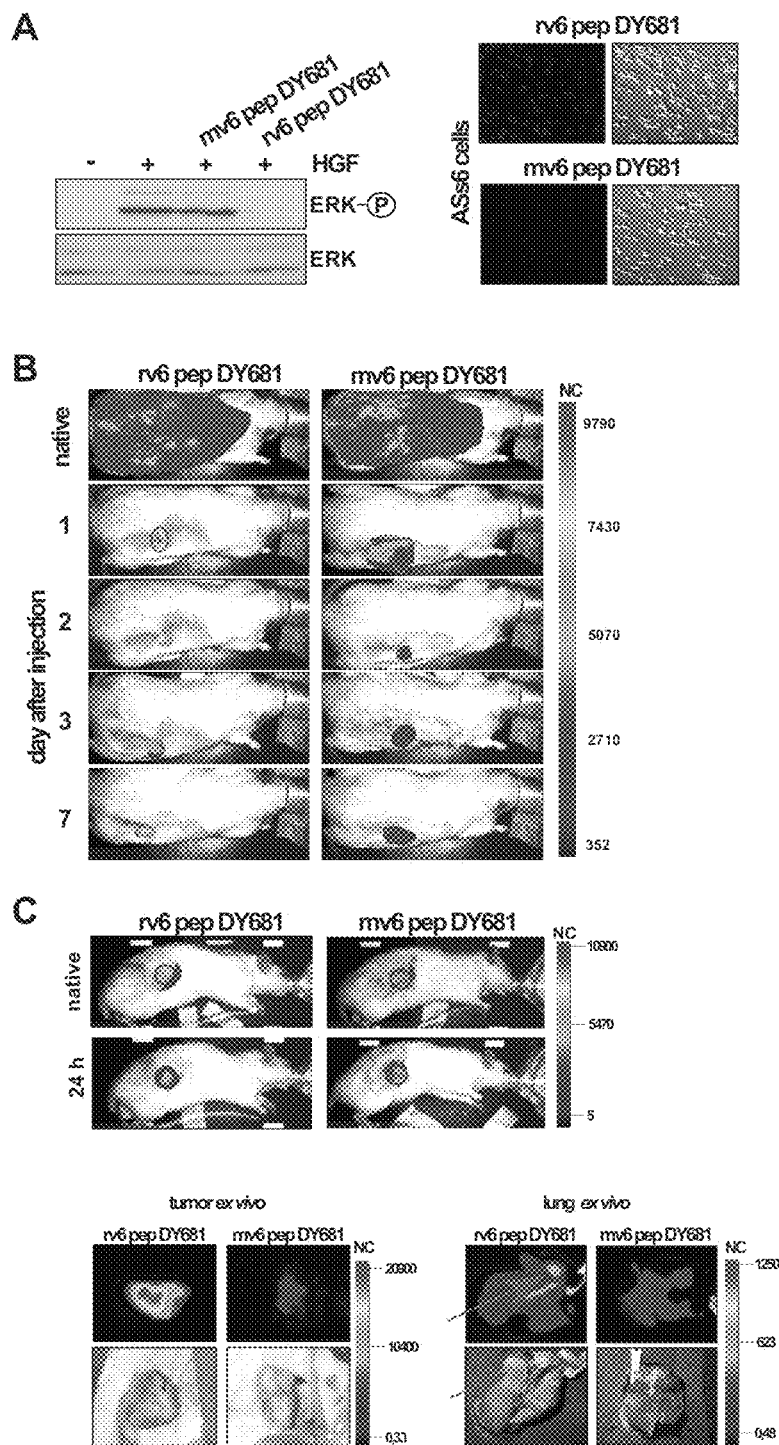 A
mv6 pep DY681
rv6 pep DY681
- + + + HGF
ERK-P
ERK
rv6 pep DY681
mv6 pep DY681
ASs6 cells
B
rv6 pep DY681
mv6 pep DY681
NC
native
1
2
3
7
day after injection
9790
7430
5070
2710
352
C
rv6 pep DY681
mv6 pep DY681
NC
native
24 h
10900
5470
5
tumor ex vivo
rv6 pep DY681
mv6 pep DY681
NC
20900
10400
0,33
lung ex vivo
rv6 pep DY681
mv6 pep DY681
NC
1250
623
0,48